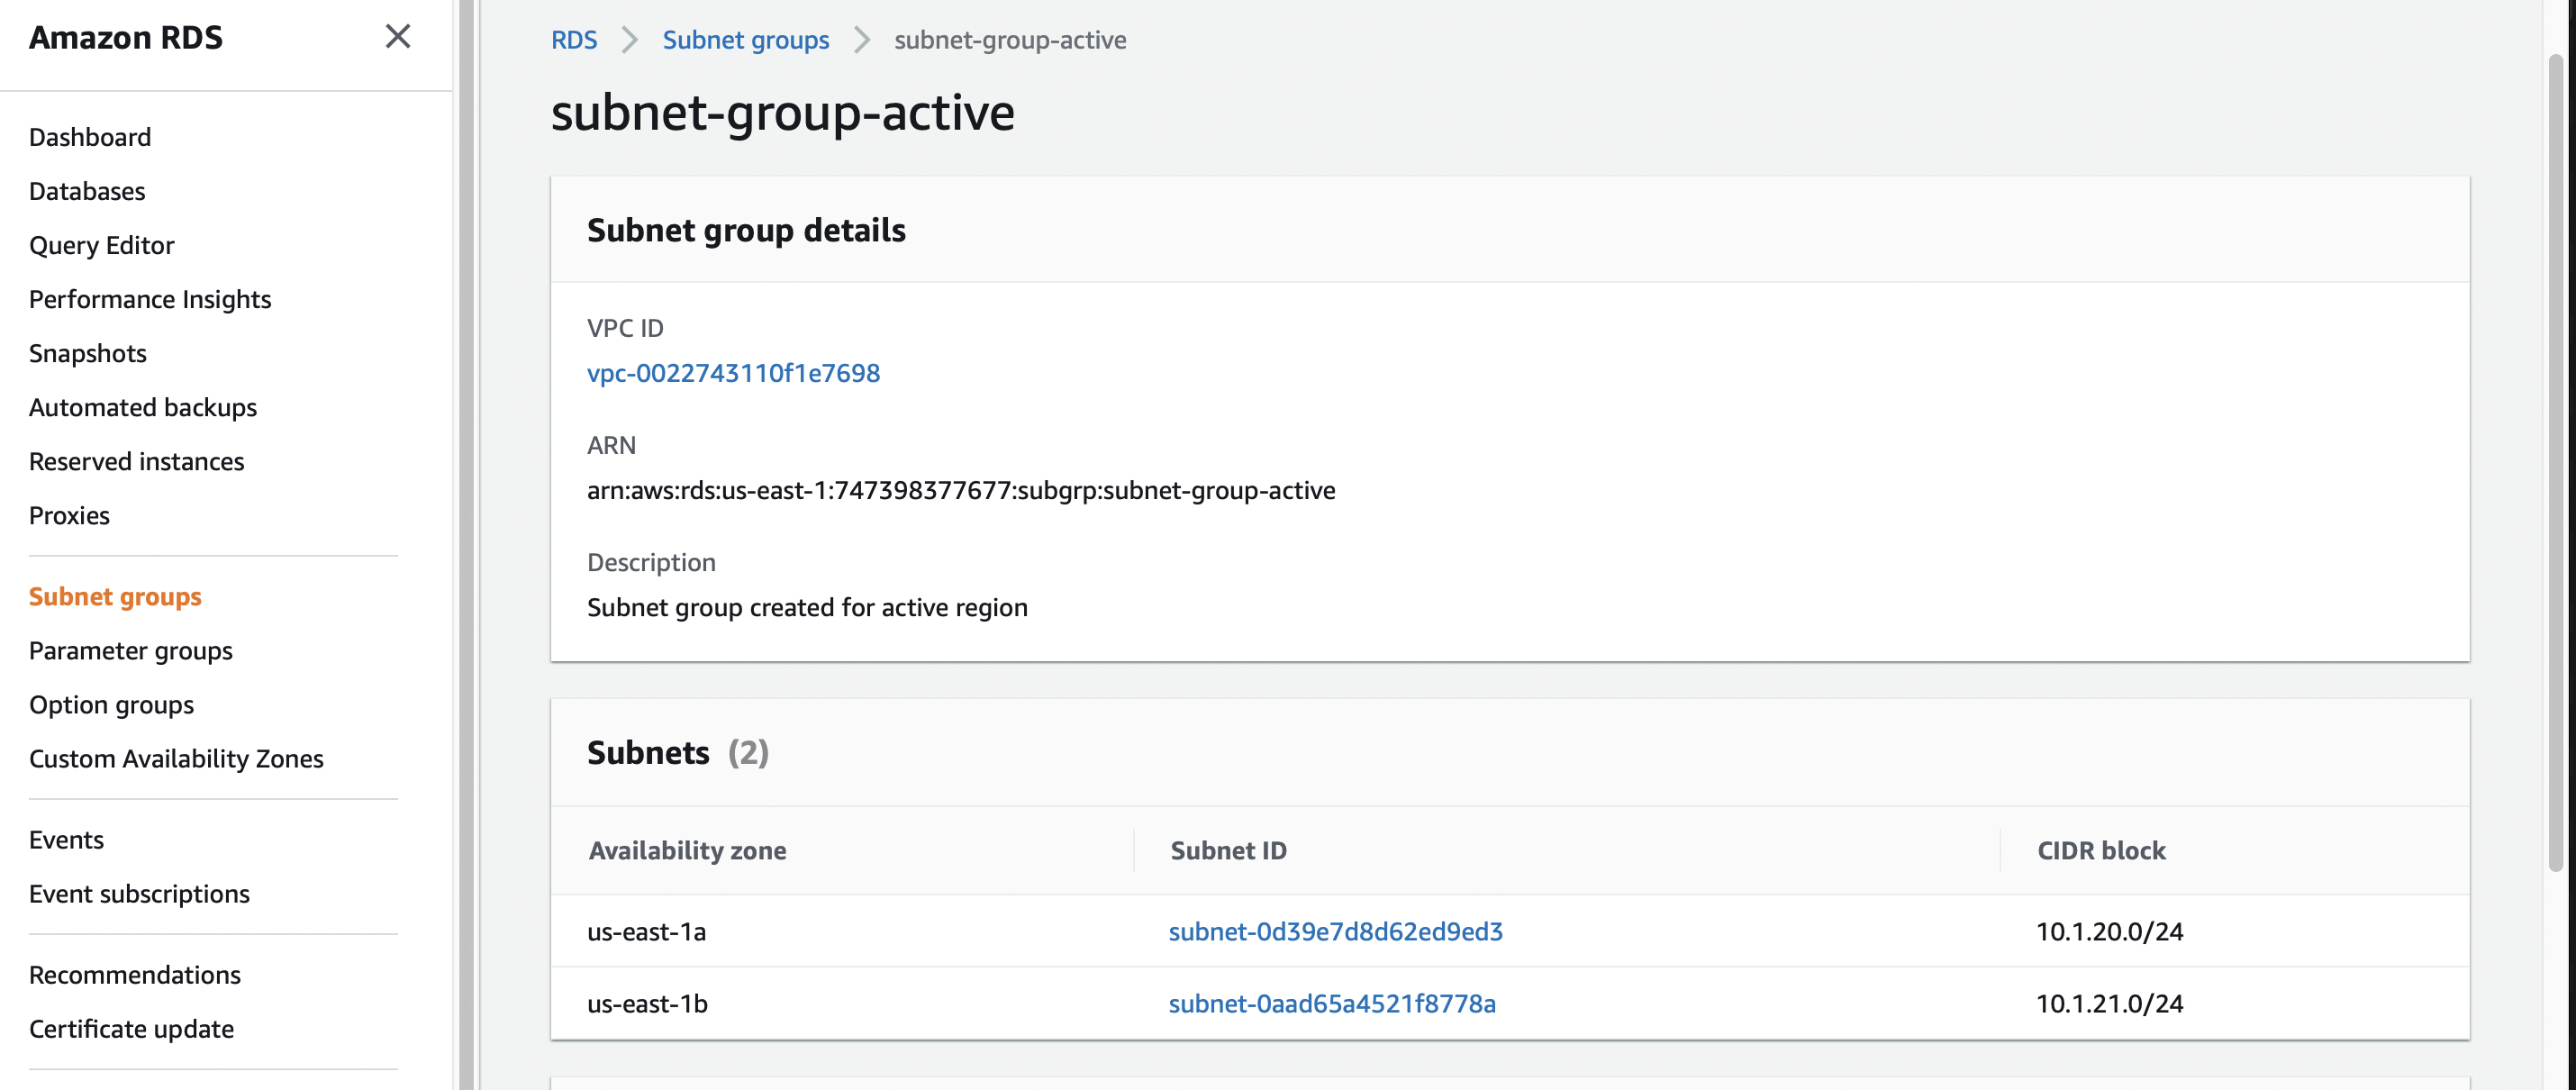 Amazon RDS
Dashboard
Databases
Query Editor
Performance Insights
Snapshots
Automated backups
Reserved instances
Proxies
Subnet groups
Parameter groups
Option groups
Custom Availability Zones
Events
Event subscriptions
Recommendations
Certificate update
RDS > Subnet groups > subnet-group-active
subnet-group-active
Subnet group details
VPC ID
vpc-0022743110f1e7698
ARN
arn:aws:rds:us-east-1:747398377677:subgrp:subnet-group-active
Description
Subnet group created for active region
Subnets (2)
Availability zone Subnet ID CIDR block
us-east-1a subnet-0d39e7d8d62ed9ed3 10.1.20.0/24
us-east-1b subnet-0aad65a4521f8778a 10.1.21.0/24